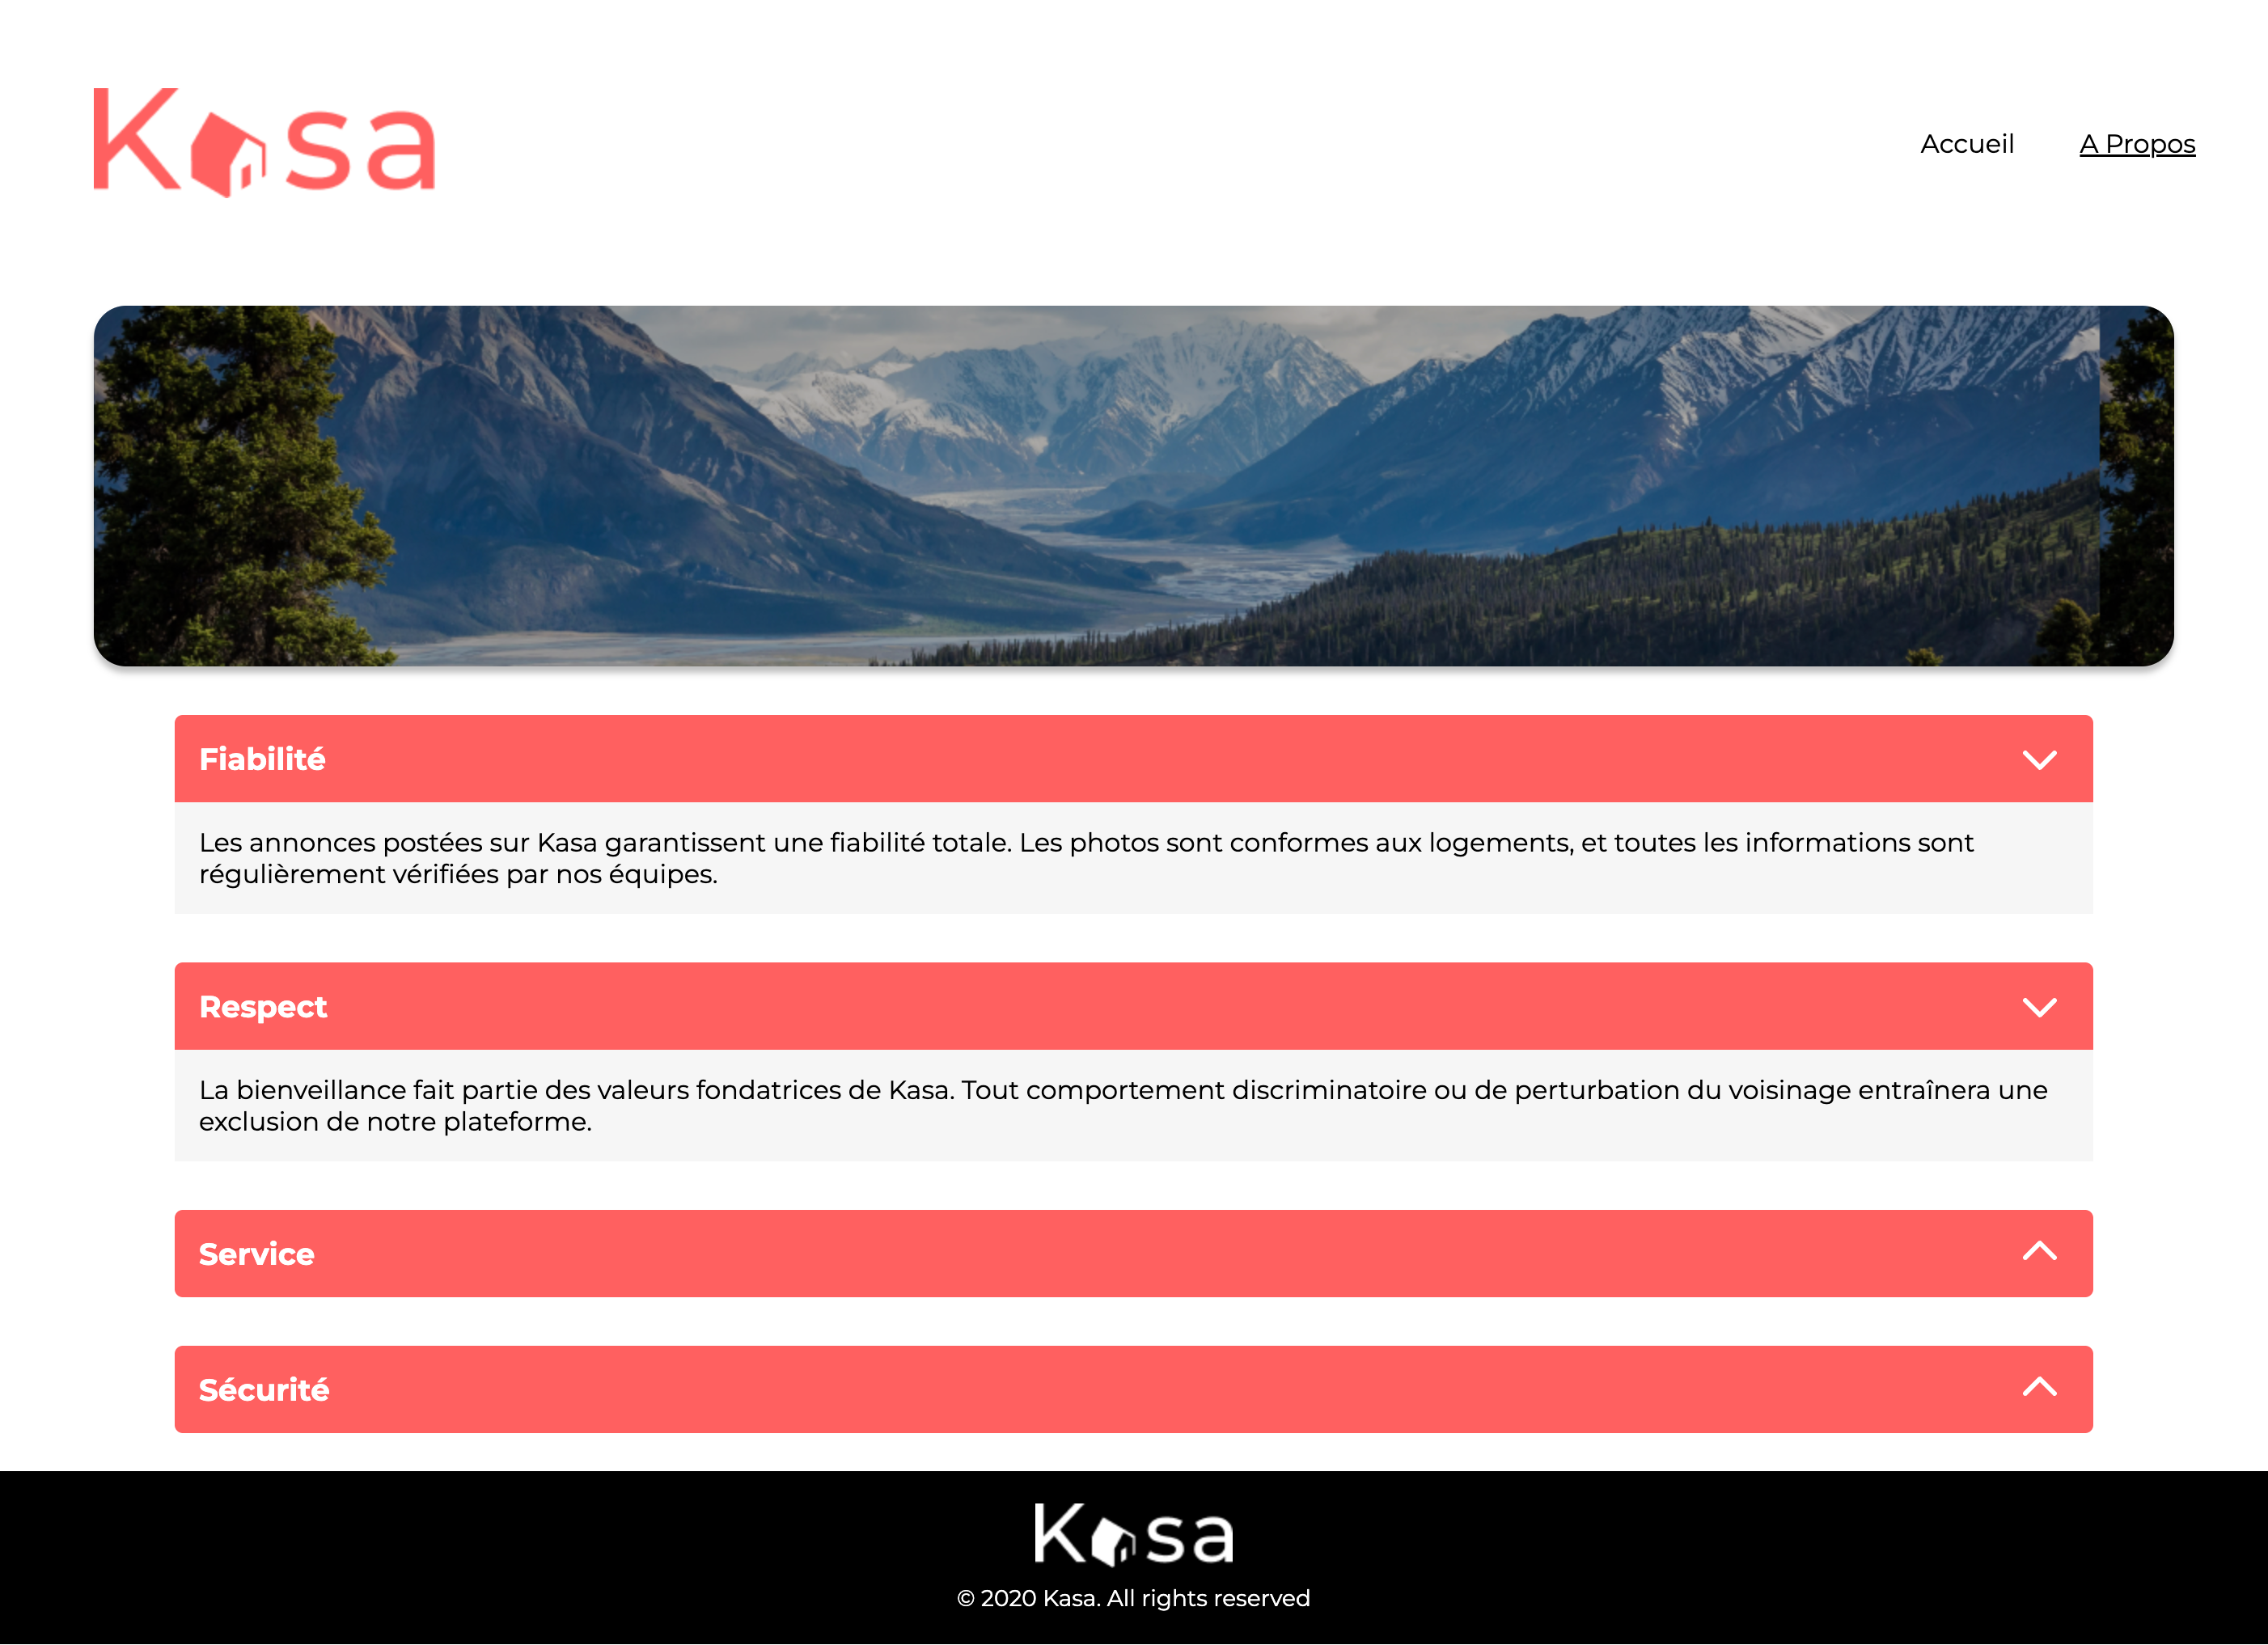 Kasa
Accueil A Propos
Fiabilité
Les annonces postées sur Kasa garantissent une fiabilité totale. Les photos sont conformes aux logements, et toutes les informations sont
régulièrement vérifiées par nos équipes.
Respect
La bienveillance fait partie des valeurs fondatrices de Kasa. Tout comportement discriminatoire ou de perturbation du voisinage entraînera une
exclusion de notre plateforme.
Service
Sécurité
Kasa
© 2020 Kasa. All rights reserved